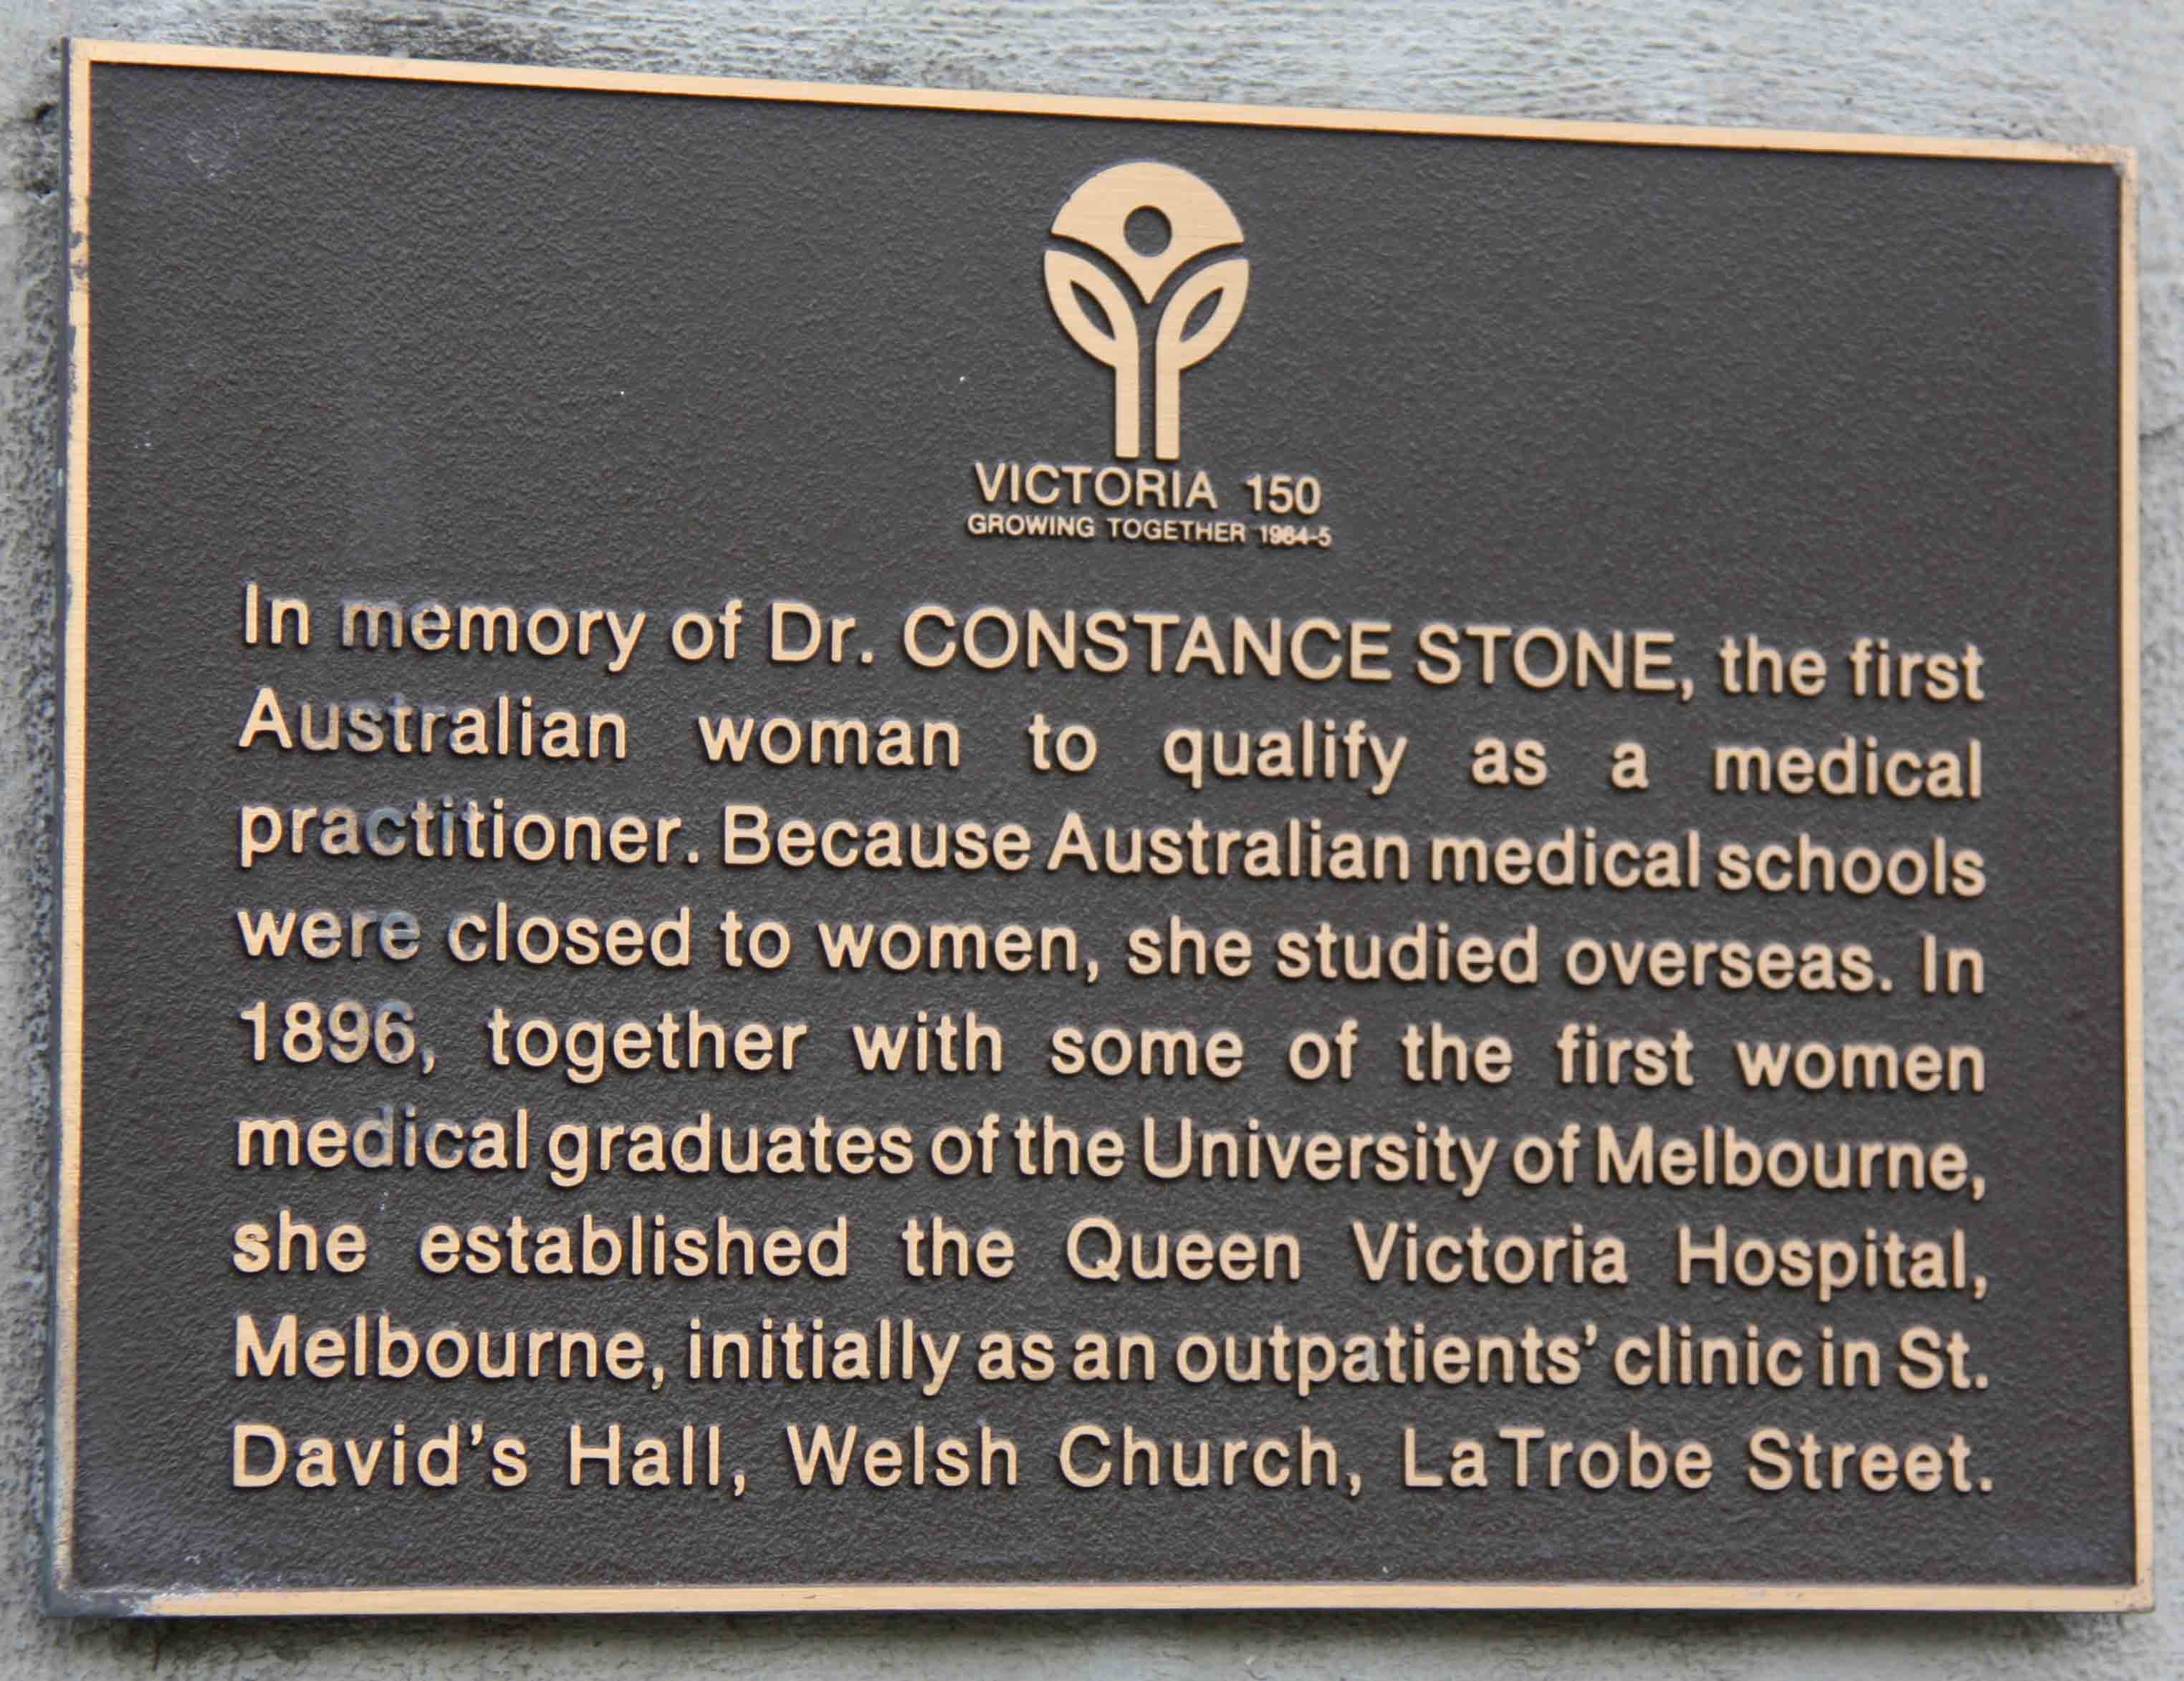 VICTORIA 150
GROWING TOGETHER 1984-5
In memory of Dr. CONSTANCE STONE, the first
Australian woman to qualify as a medical
practitioner. Because Australian medical schools
were closed to women, she studied overseas. In
1896, together with some of the first women
medical graduates of the University of Melbourne,
she established the Queen Victoria Hospital,
Melbourne, initially as an outpatients' clinic in St.
David's Hall, Welsh Church, LaTrobe Street.